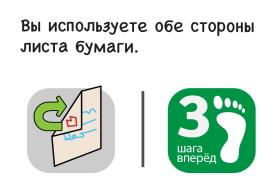 Вы используете обе стороны
листа бумаги.
3
шага
вперёд